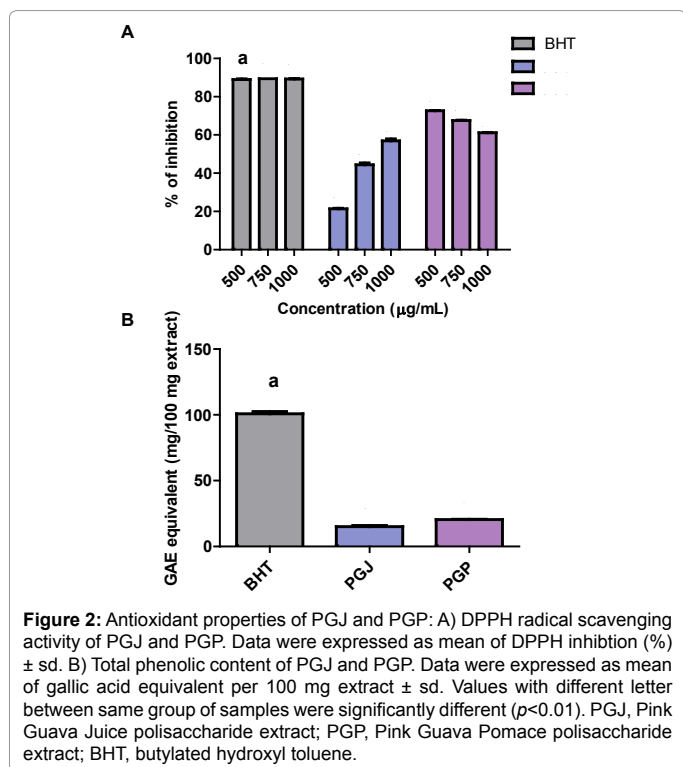 A
BHT
a
100
80
60
40
20
0
% of inhibition
500 750 1000 500 750 1000 500 750 1000
Concentration (μg/mL)
B
a
150
100
50
0
GAE equivalent (mg/100 mg extract)
BHT PGJ PGP
Figure 2: Antioxidant properties of PGJ and PGP: A) DPPH radical scavenging
activity of PGJ and PGP. Data were expressed as mean of DPPH inhibtion (%)
± sd. B) Total phenolic content of PGJ and PGP. Data were expressed as mean
of gallic acid equivalent per 100 mg extract ± sd. Values with different letter
between same group of samples were significantly different (p<0.01). PGJ, Pink
Guava Juice polisaccharide extract; PGP, Pink Guava Pomace polisaccharide
extract; BHT, butylated hydroxyl toluene.